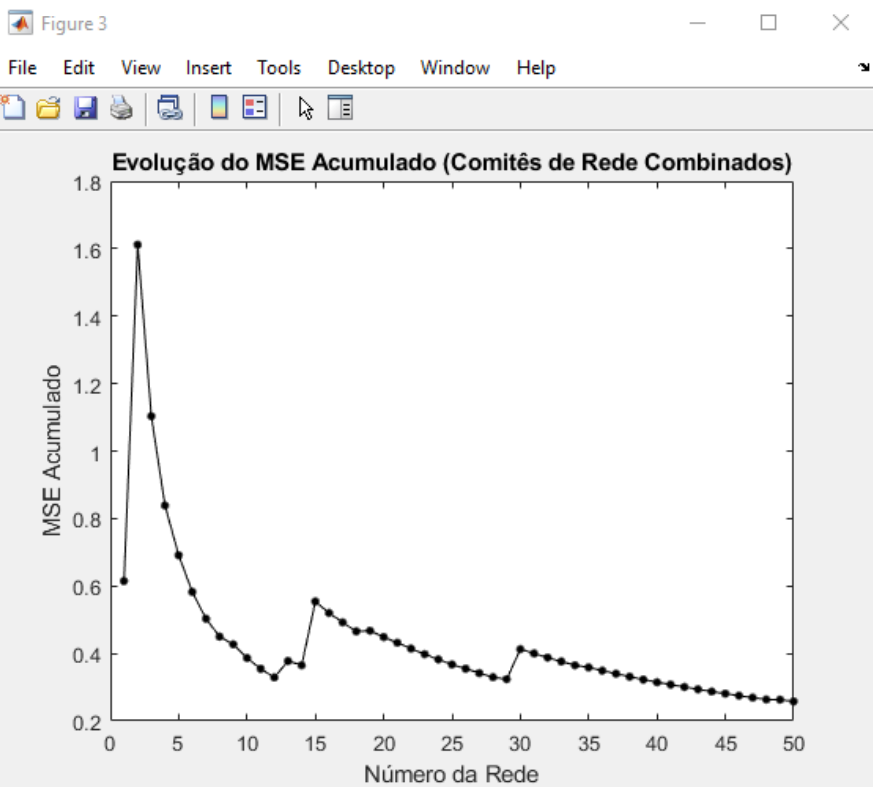 Figure 3
File Edit View Insert Tools Desktop Window Help
Evolução do MSE Acumulado (Comitês de Rede Combinados)
1.8
1.6
1.4
1.2
1
0.8
0.6
0.4
0.2
MSE Acumulado
0 5 10 15 20 25 30 35 40 45 50
Número da Rede